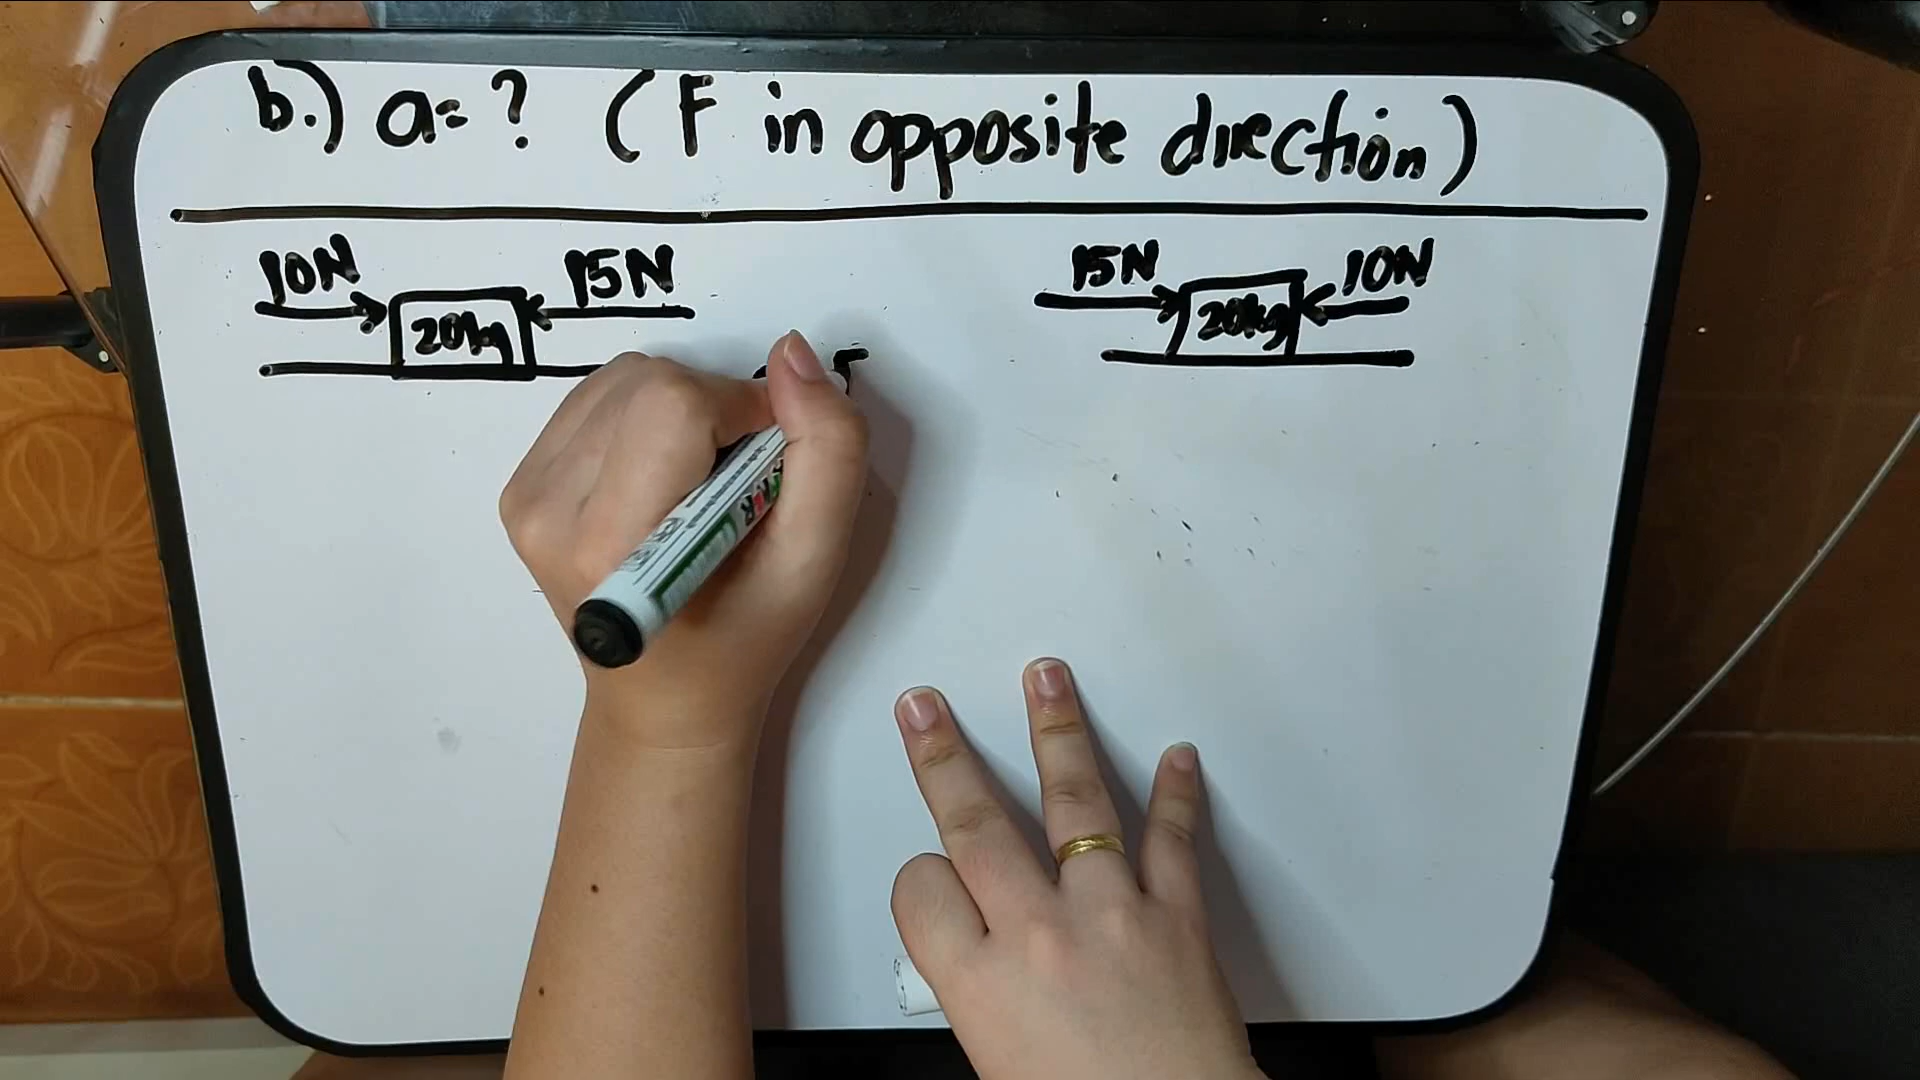 b.) a= ? (F in opposite direction)
10N 15N 15N 10N
20kg 20kg